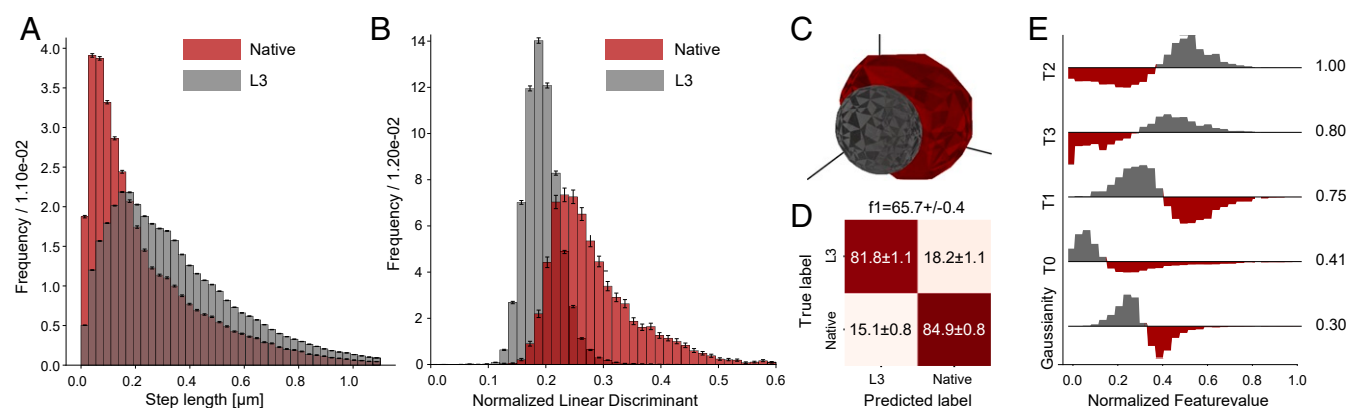 A
Native
L3
4.0
3.5
3.0
2.5
2.0
1.5
1.0
0.5
0.0
Frequency / 1.10e-02
0.0 0.2 0.4 0.6 0.8 1.0
Step length [µm]
B
Native
L3
14
12
10
8
6
4
2
0
Frequency / 1.20e-02
0.0 0.1 0.2 0.3 0.4 0.5 0.6
Normalized Linear Discriminant
C
D
f1=65.7+/-0.4
True label
L3
81.8±1.1 18.2±1.1
Native
15.1±0.8 84.9±0.8
L3 Native
Predicted label
E
T2 1.00
T3 0.80
T1 0.75
T0 0.41
Gaussianity 0.30
0.0 0.2 0.4 0.6 0.8 1.0
Normalized Featurevalue